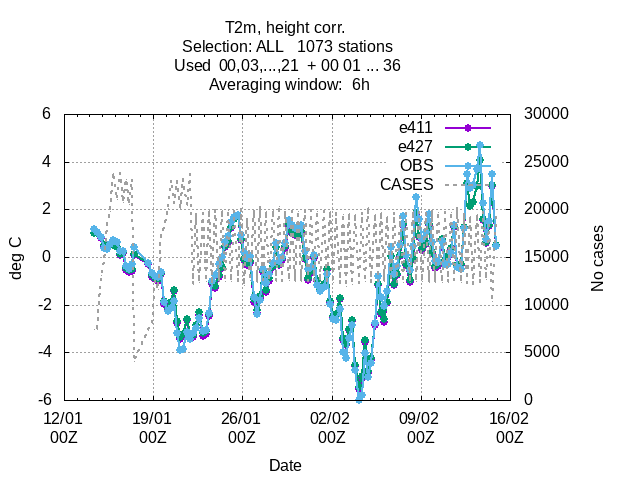 T2m, height corr.
Selection: ALL   1073 stations
Used  00,03,...,21  + 00 01 ... 36
Averaging window:  6h
6 30000
e411
e427
OBS
CASES
4 25000
2 20000
0 15000
-2 10000
-4 5000
-6 0
deg C
No cases
12/01 19/01 26/01 02/02 09/02 16/02
00Z 00Z 00Z 00Z 00Z 00Z
Date